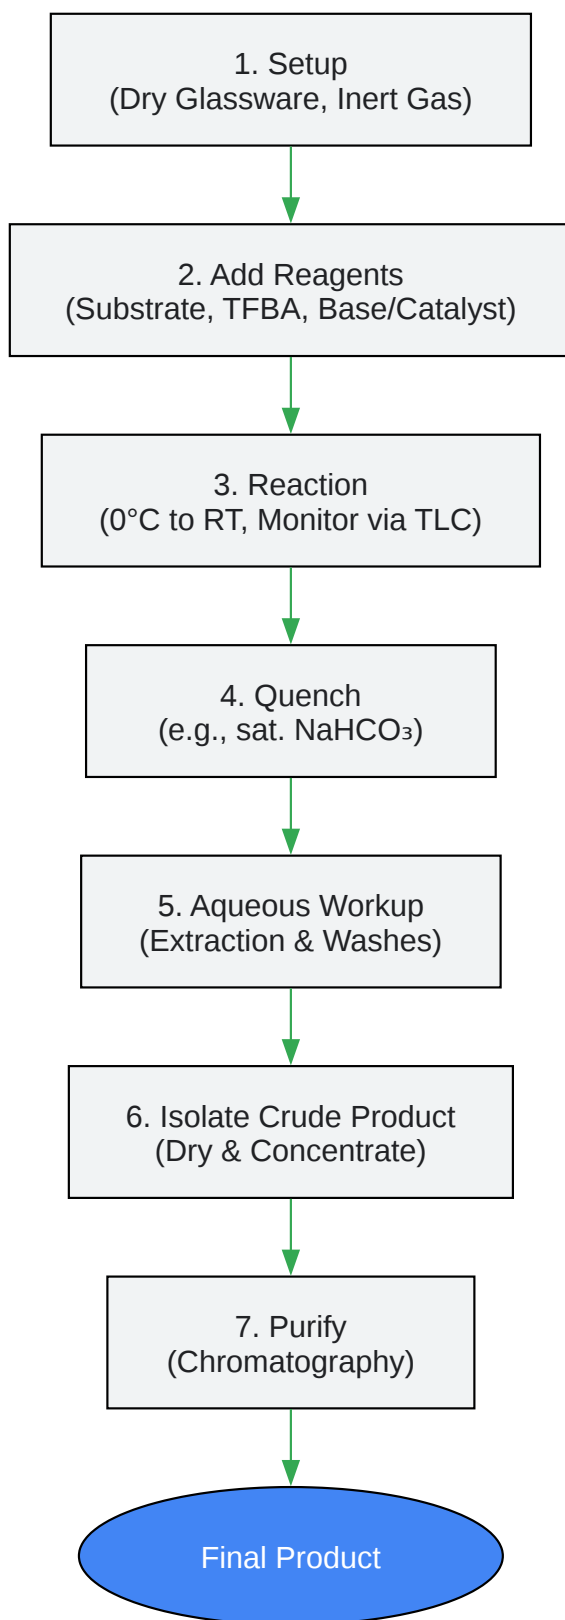 1. Setup
(Dry Glassware, Inert Gas)
2. Add Reagents
(Substrate, TFBA, Base/Catalyst)
3. Reaction
(0°C to RT, Monitor via TLC)
4. Quench
(e.g., sat. NaHCO₃)
5. Aqueous Workup
(Extraction & Washes)
6. Isolate Crude Product
(Dry & Concentrate)
7. Purify
(Chromatography)
Final Product